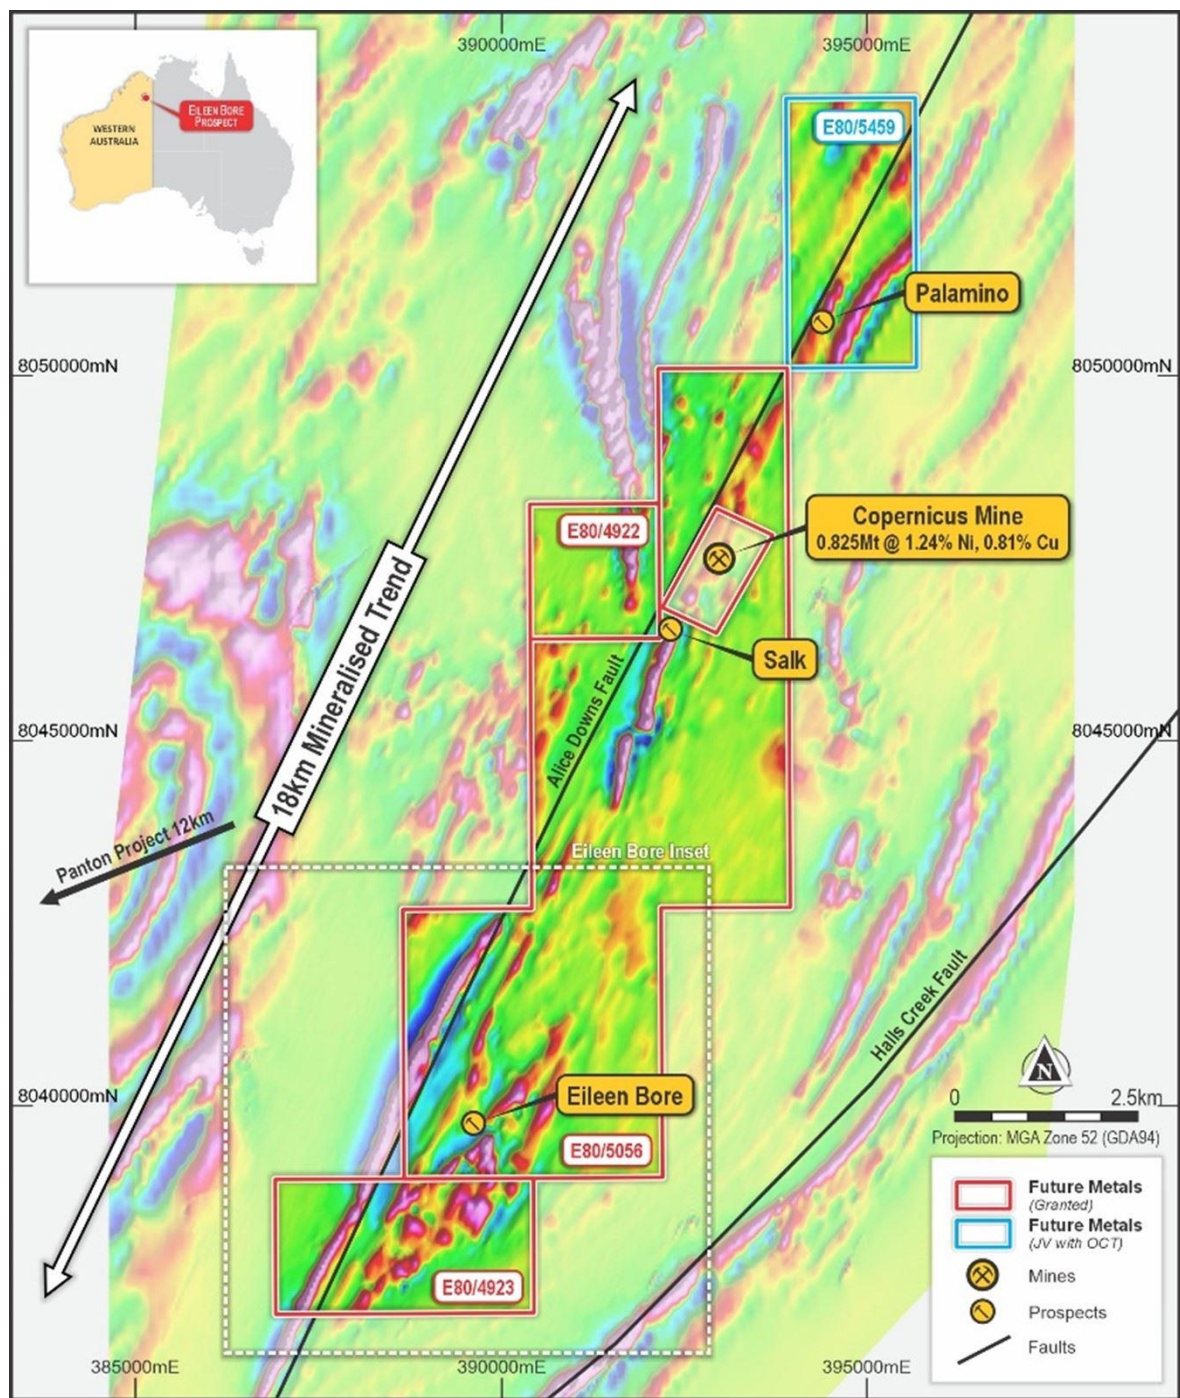 390000mE
395000mE
WESTERN
AUSTRALIA
EILEEN BORE
PROSPECT
E80/5459
Palamino
8050000mN
8050000mN
E80/4922
Copernicus Mine
0.825Mt @ 1.24% Ni, 0.81% Cu
Salk
18km Mineralised Trend
Alice Downs Fault
8045000mN
8045000mN
Panton Project 12km
Eileen Bore Inset
Halls Creek Fault
8040000mN
Eileen Bore
E80/5056
E80/4923
N
0 2.5km
Projection: MGA Zone 52 (GDA94)
Future Metals
(Granted)
Future Metals
(JV with OCT)
Mines
Prospects
Faults
385000mE
390000mE
395000mE